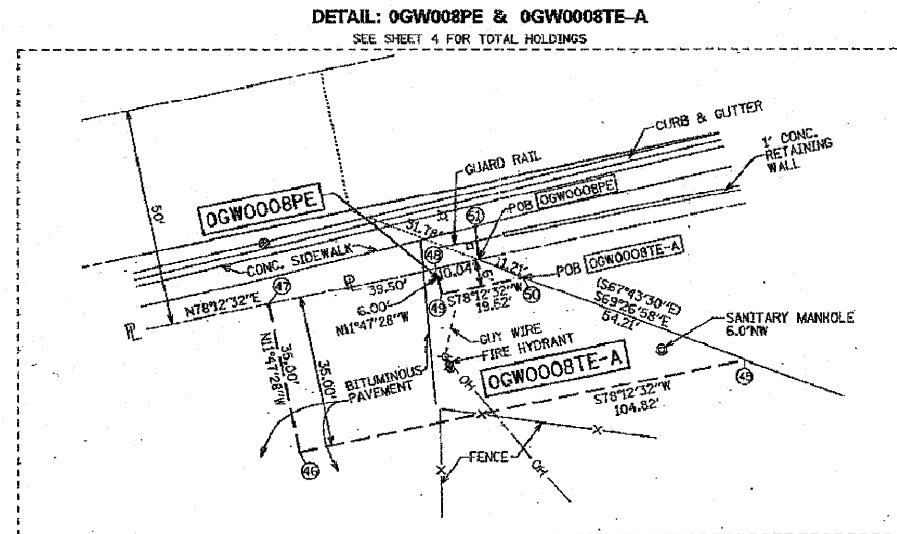 DETAIL: 0GW008PE & 0GW0008TE-A
SEE SHEET 4 FOR TOTAL HOLDINGS
CURB & GUTTER
1' CONC.
RETAINING
WALL
GUARD RAIL
50'
0GW0008PE
51
POB 0GW0008PE
31.78'
CONC. SIDEWALK
48
10.04'
11.21'
POB 0GW0008TE-A
N78°12'32"E
47
39.50'
6.00'
N11°47'28"W
49
S78°12'32"W
19.62'
50
(S67°43'30"E)
S69°26'58"E
54.21'
SANITARY MANHOLE
6.0'NW
N11°47'28"W
35.00'
35.00'
GUY WIRE
FIRE HYDRANT
0GW0008TE-A
BITUMINOUS
PAVEMENT
OH
S78°12'32"W
104.82'
45
46
FENCE
OH